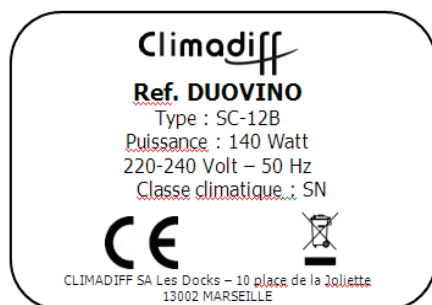 Climadiff
Ref. DUOVINO
Type : SC-12B
Puissance : 140 Watt
220-240 Volt – 50 Hz
Classe climatique : SN
CE
CLIMADIFF SA Les Docks – 10 place de la Joliette
13002 MARSEILLE